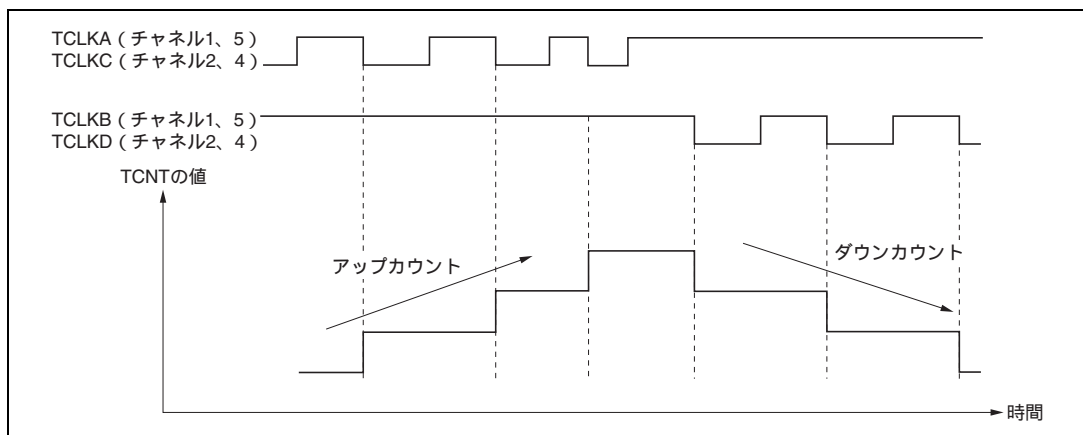 TCLKA(チャネル1、5)
TCLKC(チャネル2、4)
TCLKB(チャネル1、5)
TCLKD(チャネル2、4)
TCNTの値
アップカウント
ダウンカウント
時間